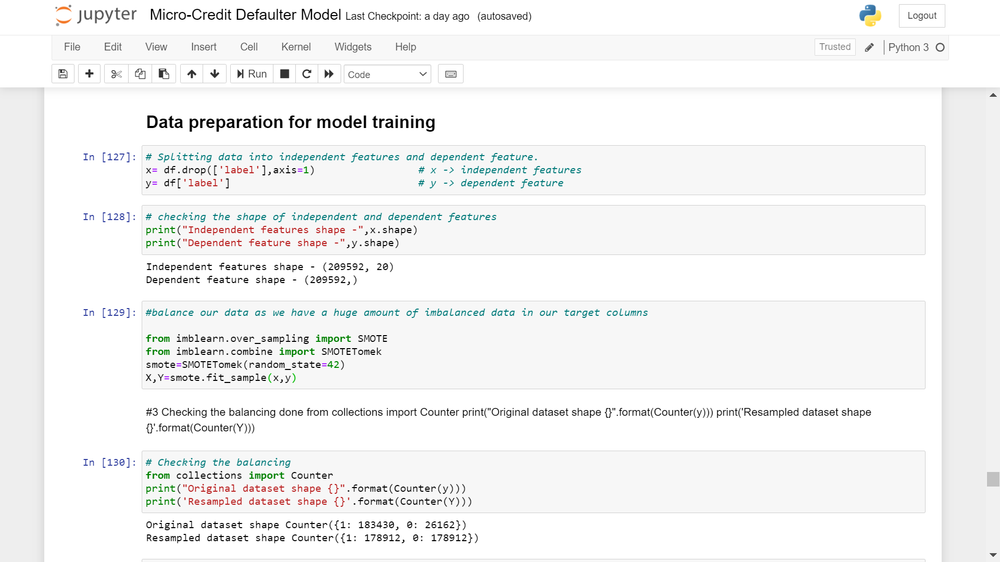 jupyter Micro-Credit Defaulter Model Last Checkpoint: a day ago (autosaved)
Logout
File Edit View Insert Cell Kernel Widgets Help
Trusted Python 3
Run Code
Data preparation for model training
In [127]: # Splitting data into independent features and dependent feature.
x= df.drop(['label'],axis=1) # x -> independent features
y= df['label'] # y -> dependent feature
In [128]: # checking the shape of independent and dependent features
print("Independent features shape -",x.shape)
print("Dependent feature shape -",y.shape)
Independent features shape - (209592, 20)
Dependent feature shape - (209592,)
In [129]: #balance our data as we have a huge amount of imbalanced data in our target columns
from imblearn.over_sampling import SMOTE
from imblearn.combine import SMOTETomek
smote=SMOTETomek(random_state=42)
X,Y=smote.fit_sample(x,y)
#3 Checking the balancing done from collections import Counter print("Original dataset shape {}".format(Counter(y))) print('Resampled dataset shape
{}'.format(Counter(Y)))
In [130]: # Checking the balancing
from collections import Counter
print("Original dataset shape {}".format(Counter(y)))
print('Resampled dataset shape {}'.format(Counter(Y)))
Original dataset shape Counter({1: 183430, 0: 26162})
Resampled dataset shape Counter({1: 178912, 0: 178912})